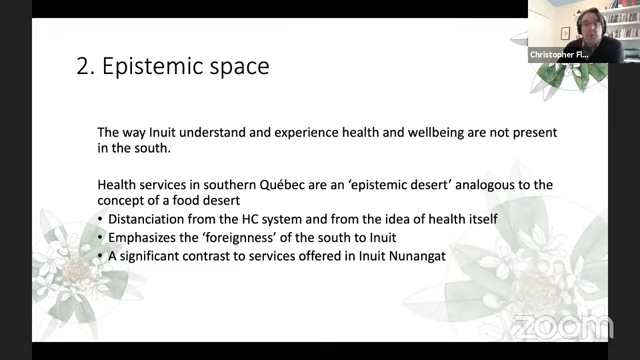 Christopher Fl...
2. Epistemic space
The way Inuit understand and experience health and wellbeing are not present
in the south.
Health services in southern Québec are an ‘epistemic desert’ analogous to the
concept of a food desert
• Distanciation from the HC system and from the idea of health itself
• Emphasizes the ‘foreignness’ of the south to Inuit
• A significant contrast to services offered in Inuit Nunangat
zoom